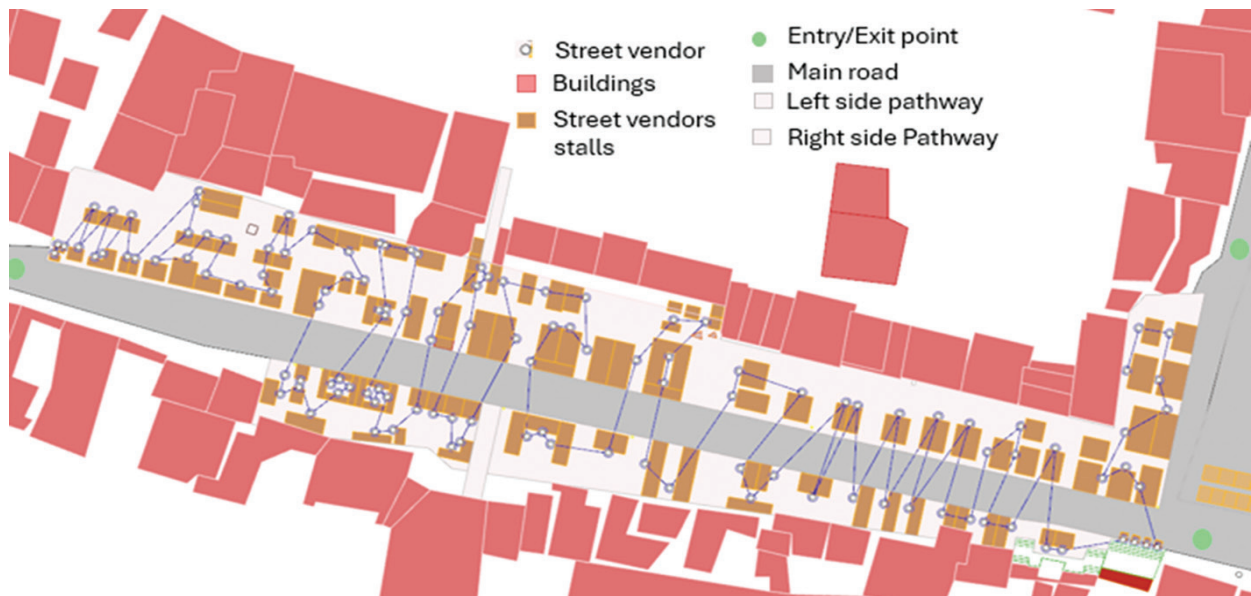 Street vendor
Buildings
Street vendors
stalls
Entry/Exit point
Main road
Left side pathway
Right side Pathway